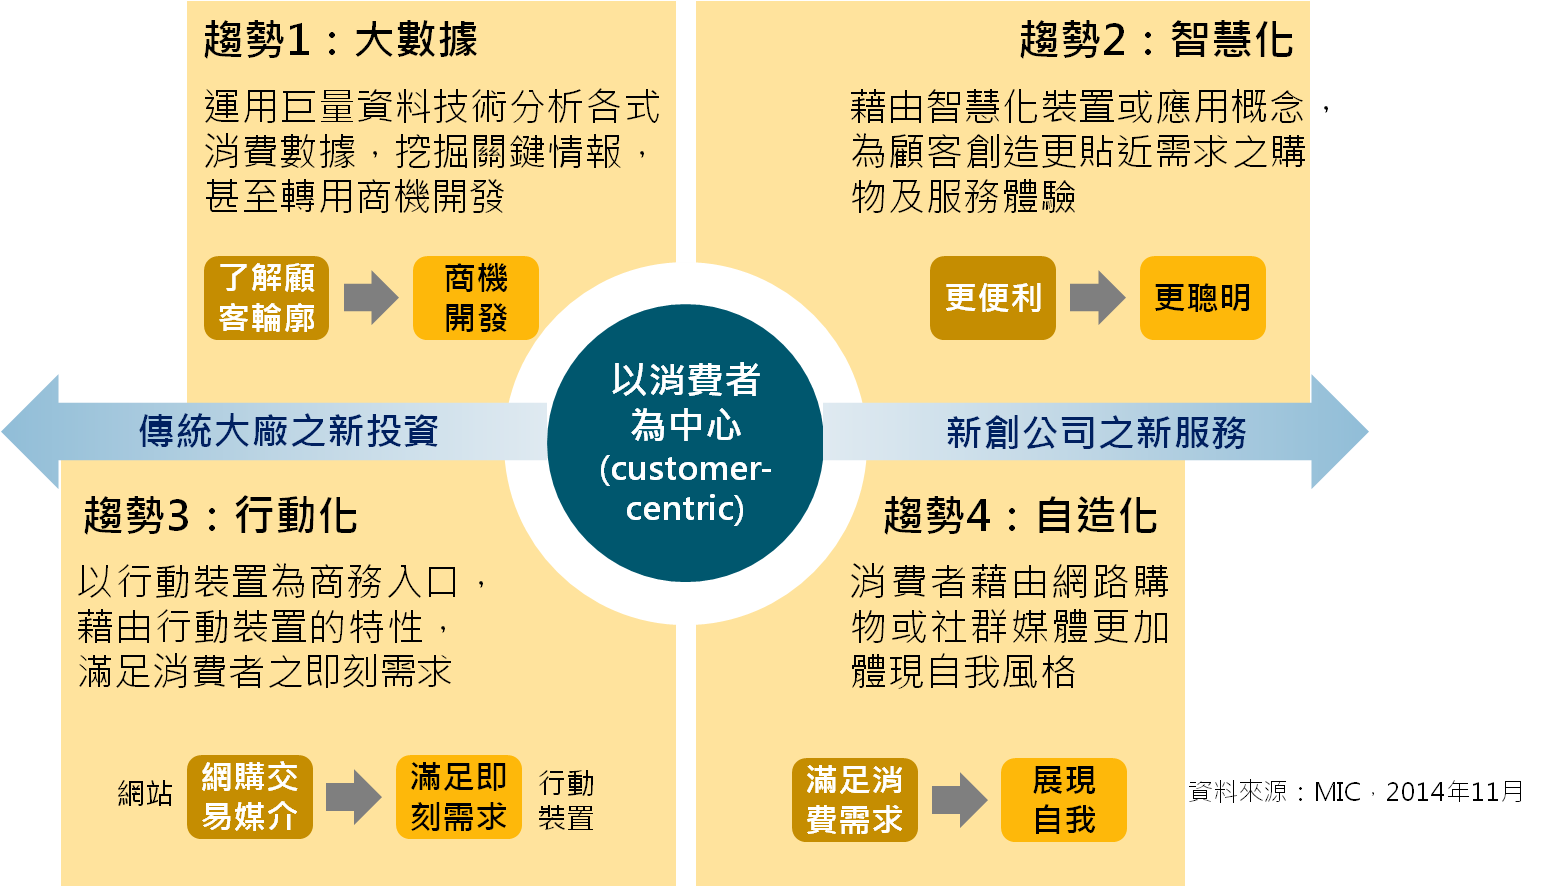 趨勢1：大數據
運用巨量資料技術分析各式
消費數據，挖掘關鍵情報，
甚至轉用商機開發
了解顧
客輪廓
商機
開發
趨勢2：智慧化
藉由智慧化裝置或應用概念，
為顧客創造更貼近需求之購
物及服務體驗
更便利
更聰明
以消費者
為中心
(customer-
centric)
傳統大廠之新投資
新創公司之新服務
趨勢3：行動化
以行動裝置為商務入口，
藉由行動裝置的特性，
滿足消費者之即刻需求
網站
網購交
易媒介
滿足即
刻需求
行動
裝置
趨勢4：自造化
消費者藉由網路購
物或社群媒體更加
體現自我風格
滿足消
費需求
展現
自我
資料來源：MIC，2014年11月